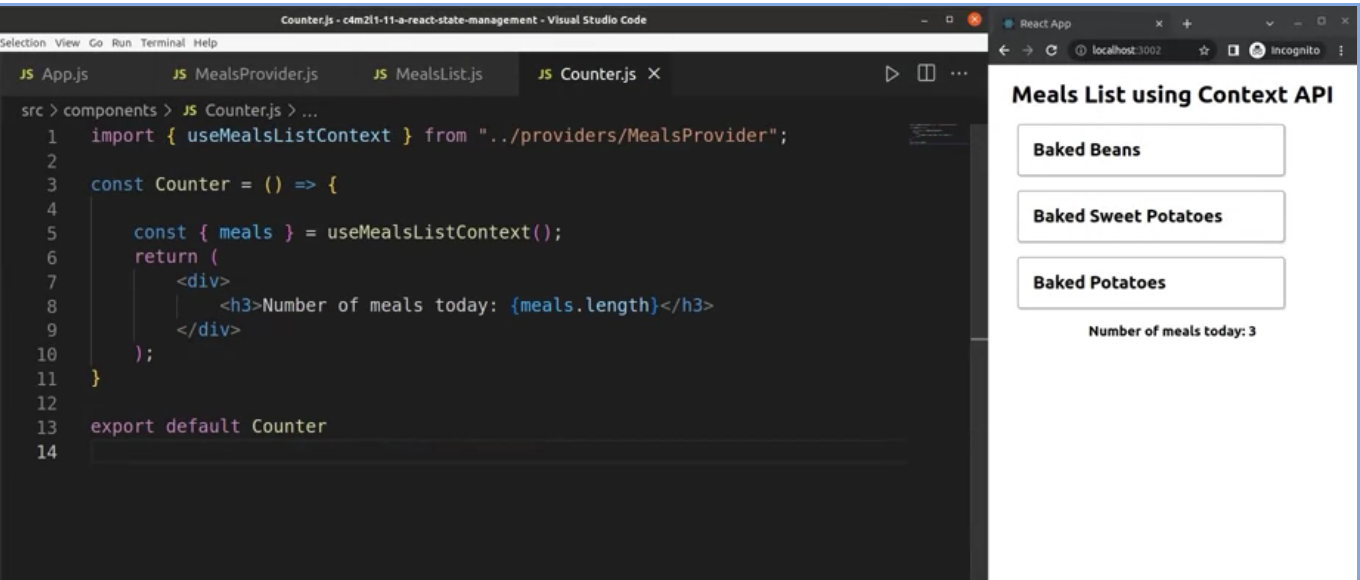 Counter.js - c4m2l1-11-a-react-state-management - Visual Studio Code
Selection View Go Run Terminal Help
JS App.js JS MealsProvider.js JS MealsList.js JS Counter.js
src > components > JS Counter.js > ...
1 import { useMealsListContext } from "../providers/MealsProvider";
2
3 const Counter = () => {
4
5 const { meals } = useMealsListContext();
6 return (
7 <div>
8 <h3>Number of meals today: {meals.length}</h3>
9 </div>
10 );
11 }
12
13 export default Counter
14
React App
localhost:3002 Incognito
Meals List using Context API
Baked Beans
Baked Sweet Potatoes
Baked Potatoes
Number of meals today: 3